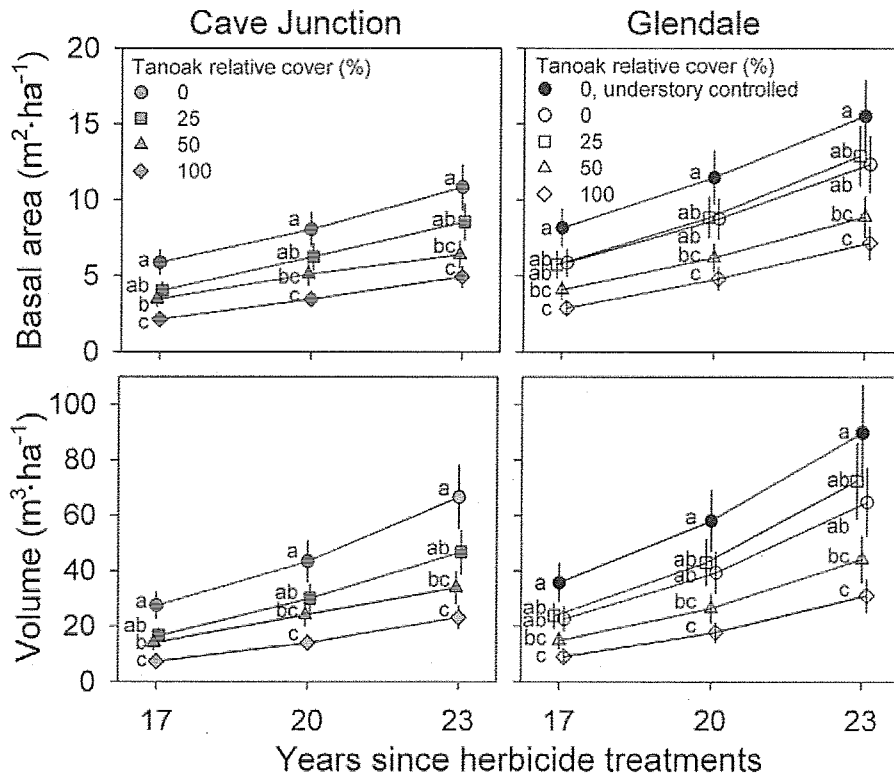 Cave Junction
Glendale
Basal area (m²·ha⁻¹)
20
15
10
5
0
Tanoak relative cover (%)
0
25
50
100
a
a
a
ab
ab
ab
b
bc
bc
c
c
c
Tanoak relative cover (%)
0, understory controlled
0
25
50
100
a
a
a
ab
ab
ab
ab
ab
ab
bc
bc
bc
c
c
c
Volume (m³·ha⁻¹)
100
80
60
40
20
0
a
a
a
ab
ab
ab
b
bc
bc
c
c
c
a
a
a
ab
ab
ab
ab
ab
ab
bc
bc
bc
c
c
c
17 20 23
17 20 23
Years since herbicide treatments